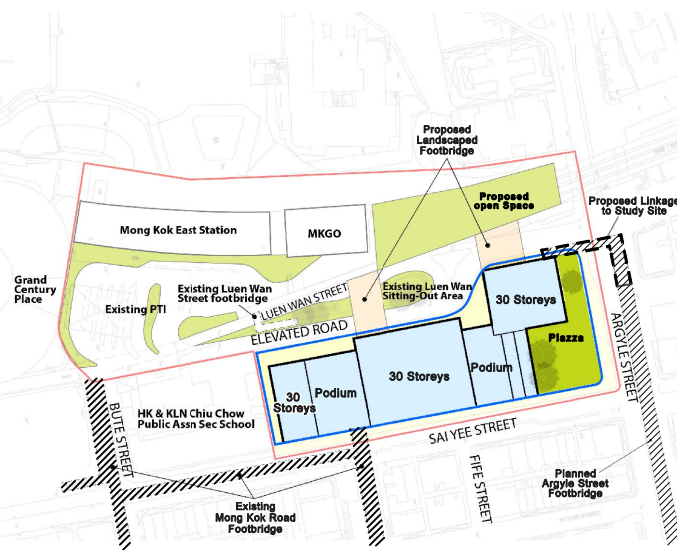 Proposed
Landscaped
Footbridge
Proposed
open Space
Proposed Linkage
to Study Site
Mong Kok East Station
MKGO
Grand
Century
Place
Existing PTI
Existing Luen Wan
Street footbridge
LUEN WAN STREET
Existing Luen Wan
Sitting-Out Area
ELEVATED ROAD
30 Storeys
Piazza
ARGYLE STREET
30
Storeys
Podium
30 Storeys
Podium
BUTE STREET
HK & KLN Chiu Chow
Public Assn Sec School
SAI YEE STREET
FIFE STREET
Existing
Mong Kok Road
Footbridge
Planned
Argyle Street
Footbridge